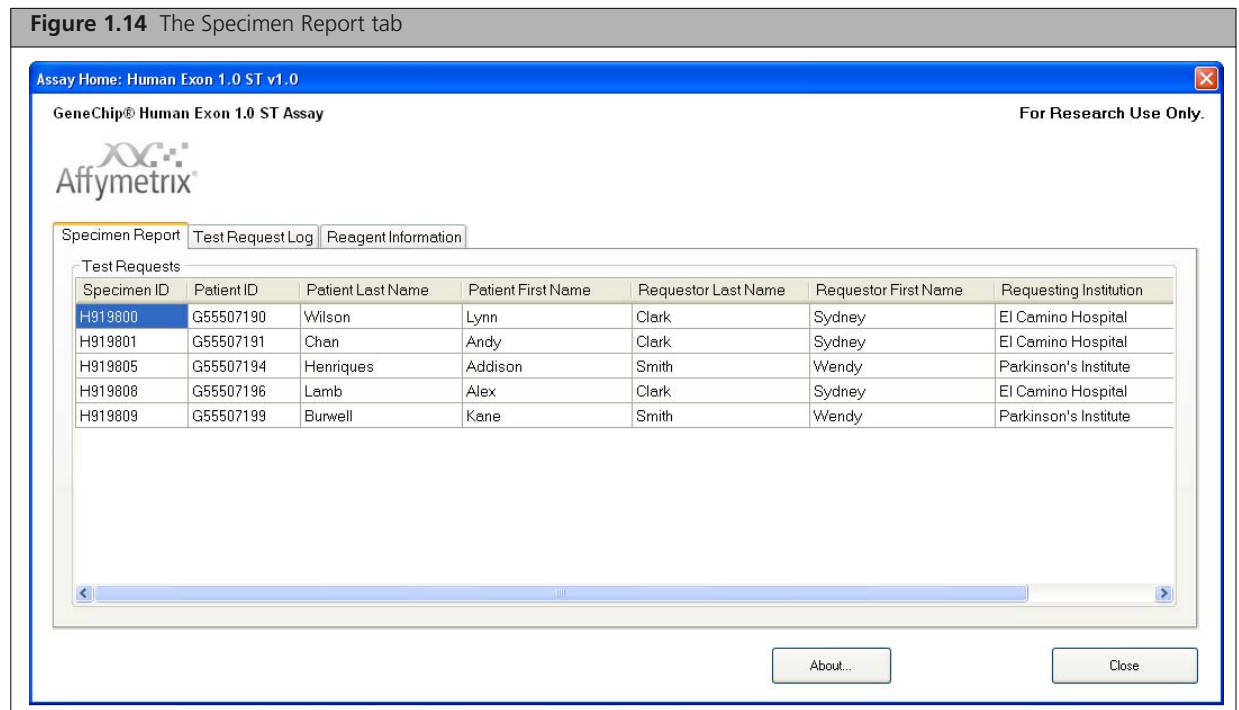 Figure 1.14 The Specimen Report tab
Assay Home: Human Exon 1.0 ST v1.0
GeneChip® Human Exon 1.0 ST Assay For Research Use Only.
Affymetrix®
Specimen Report Test Request Log Reagent Information
Test Requests
Specimen ID Patient ID Patient Last Name Patient First Name Requestor Last Name Requestor First Name Requesting Institution
H919800 G55507190 Wilson Lynn Clark Sydney El Camino Hospital
H919801 G55507191 Chan Andy Clark Sydney El Camino Hospital
H919805 G55507194 Henriques Addison Smith Wendy Parkinson's Institute
H919808 G55507196 Lamb Alex Clark Sydney El Camino Hospital
H919809 G55507199 Burwell Kane Smith Wendy Parkinson's Institute
About... Close